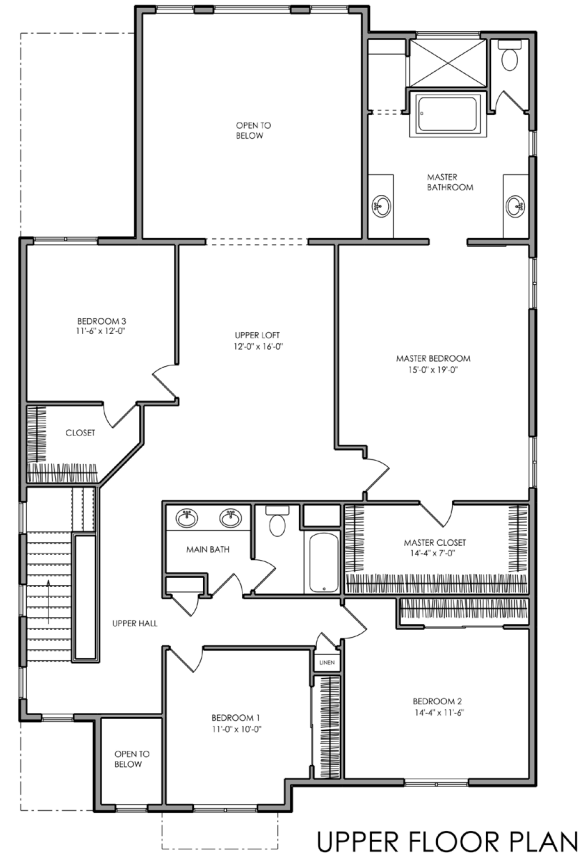 OPEN TO
BELOW
MASTER
BATHROOM
BEDROOM 3
11'-6" x 12'-0"
UPPER LOFT
12'-0" x 16'-0"
MASTER BEDROOM
15'-0" x 19'-0"
CLOSET
MAIN BATH
MASTER CLOSET
14'-4" x 7'-0"
UPPER HALL
LINEN
BEDROOM 1
11'-0" x 10'-0"
BEDROOM 2
14'-4" x 11'-6"
OPEN TO
BELOW
UPPER FLOOR PLAN